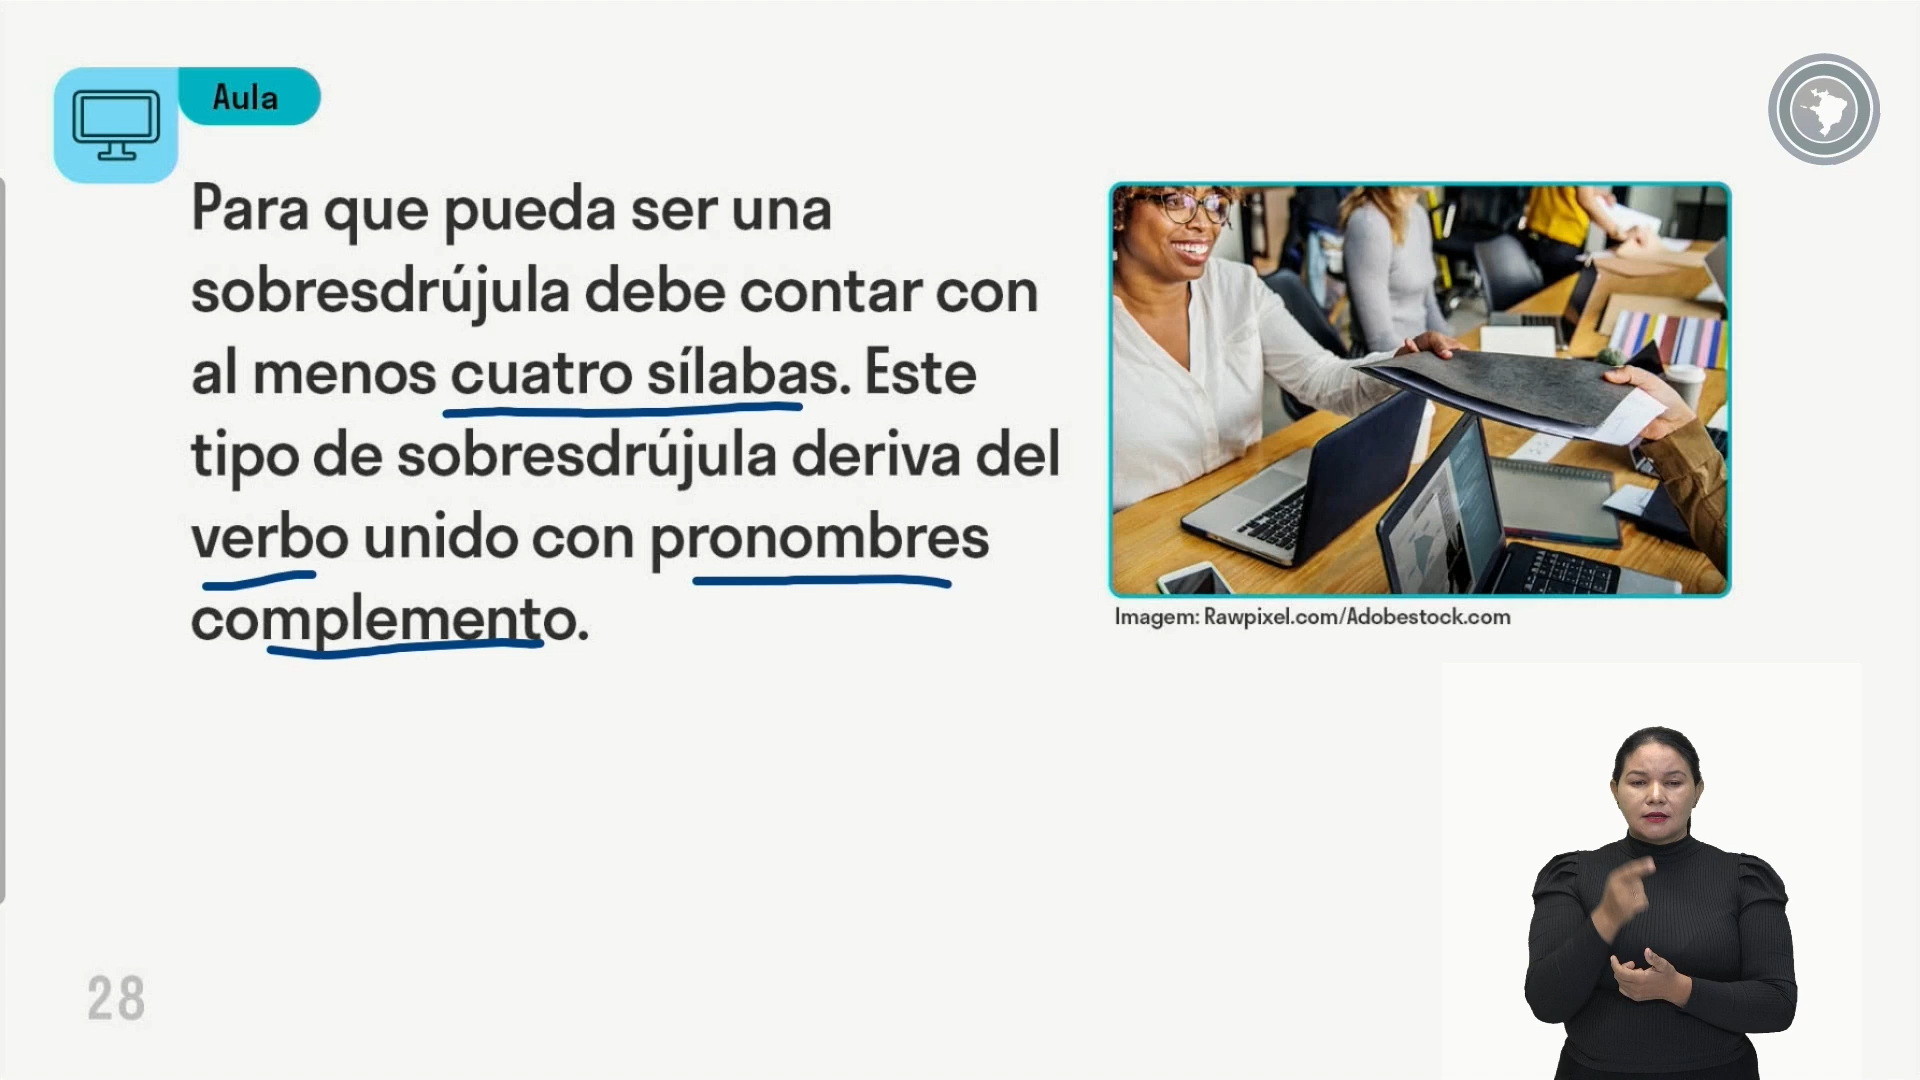 Aula
Para que pueda ser una
sobresdrújula debe contar con
al menos cuatro sílabas. Este
tipo de sobresdrújula deriva del
verbo unido con pronombres
complemento.
Imagem: Rawpixel.com/Adobestock.com
28